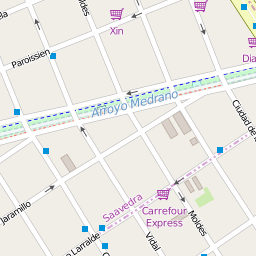 Xin
Paroissien
Dia
Arroyo Medrano
Ciudad de
Jaramillo
Saavedra
Carrefour
Express
Moldes
Larralde
Vidal